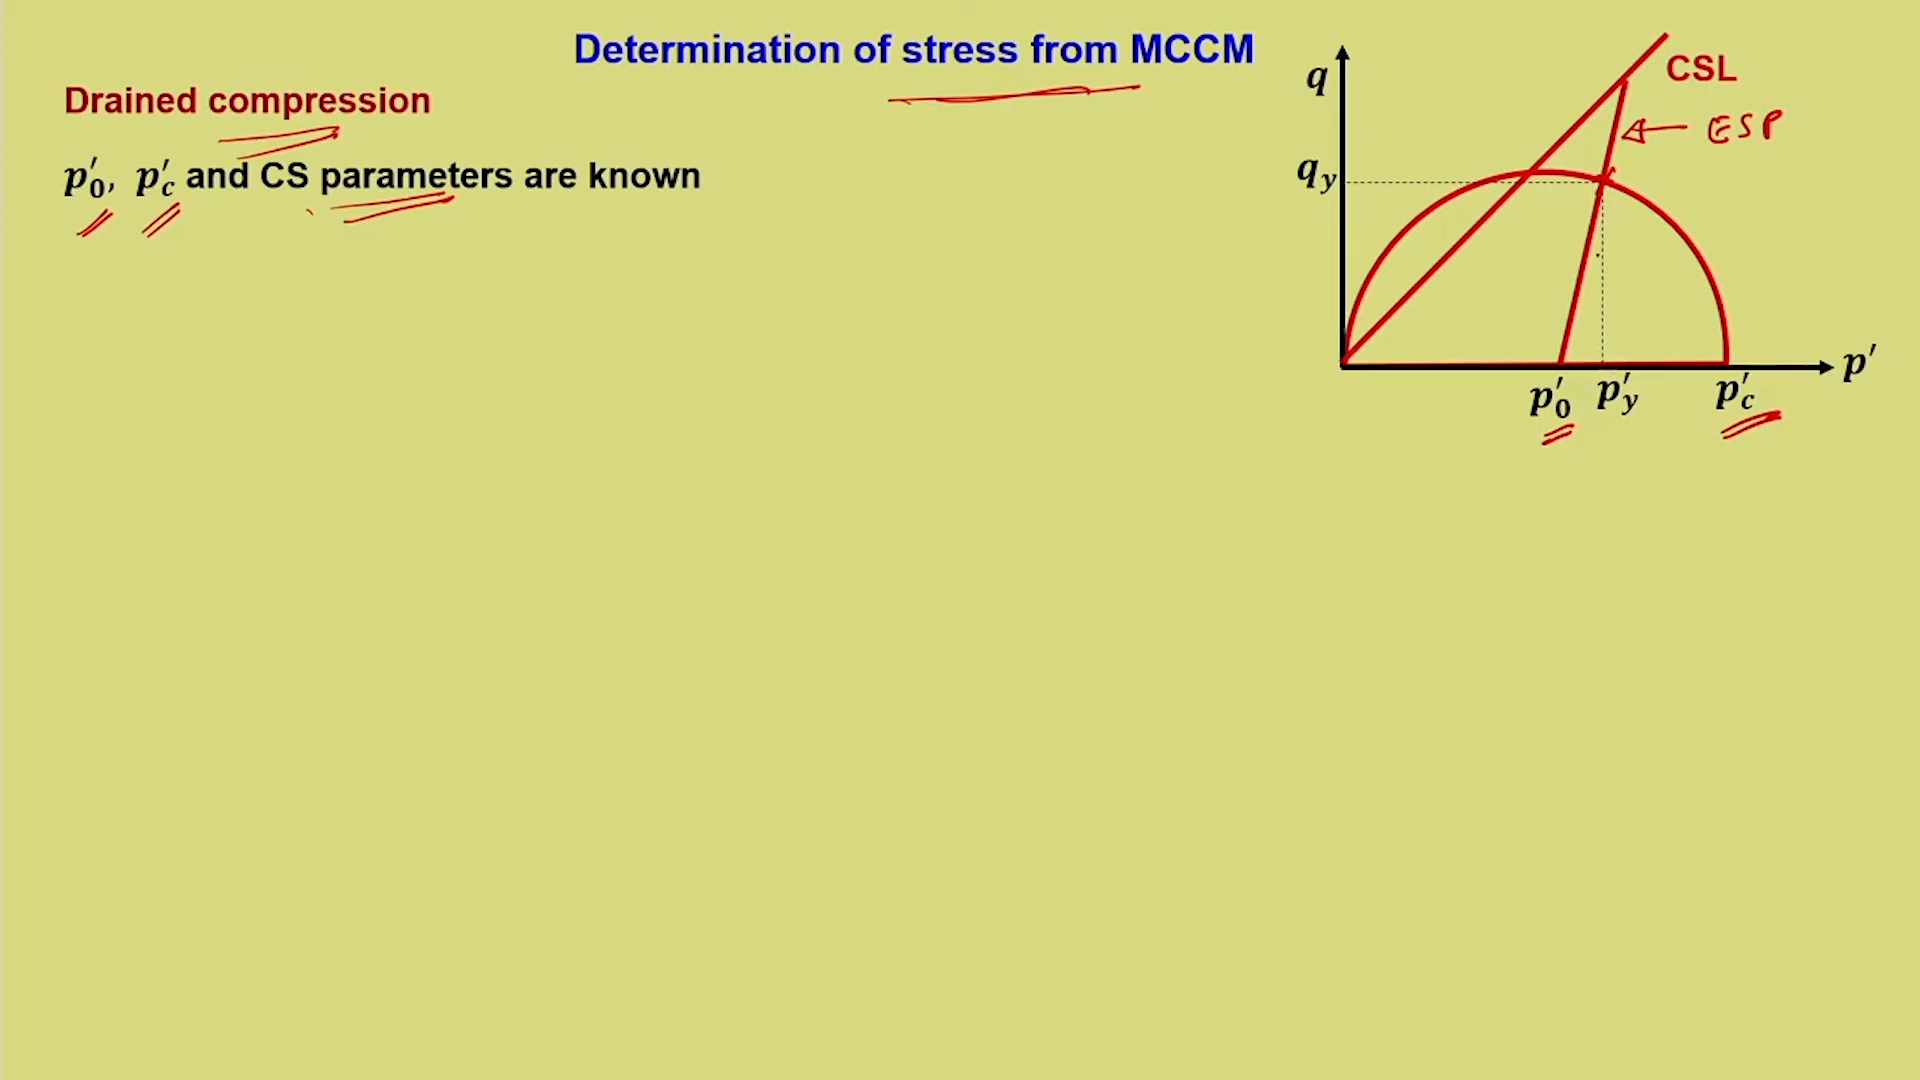 Determination of stress from MCCM
Drained compression
p′₀, p′c and CS parameters are known
q
CSL
ESP
qy
p′
p′₀ p′y p′c